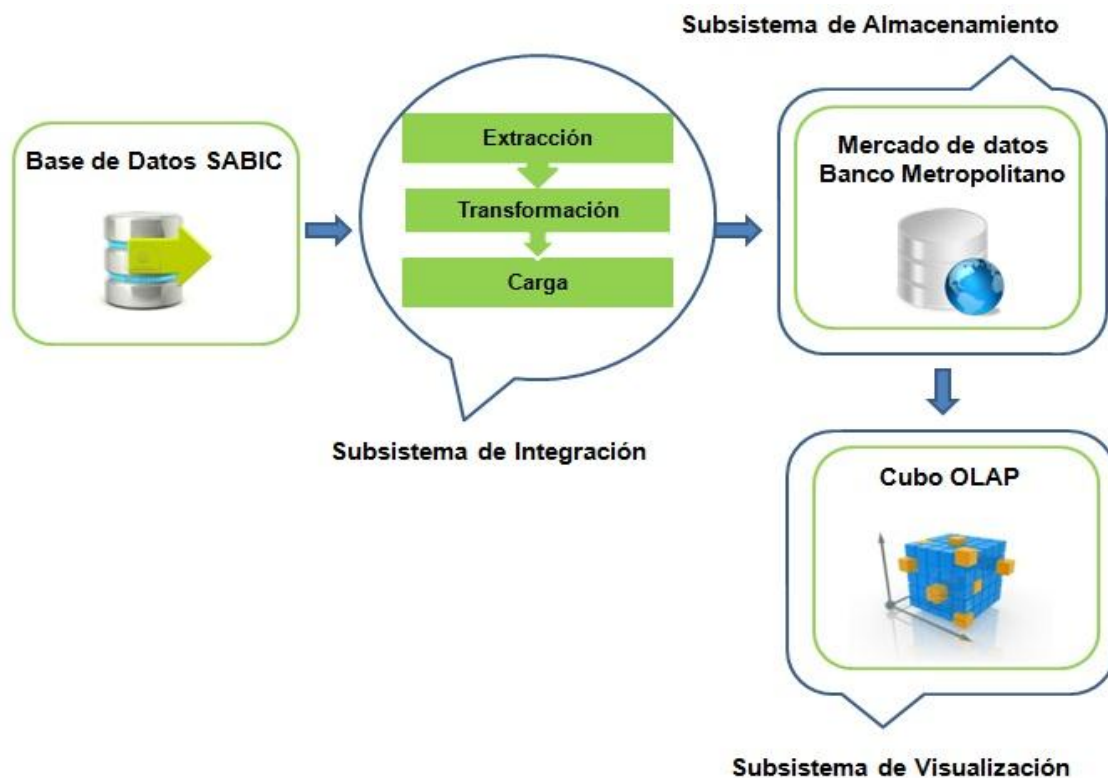 Subsistema de Almacenamiento
Base de Datos SABIC
Extracción
Transformación
Carga
Subsistema de Integración
Mercado de datos
Banco Metropolitano
Cubo OLAP
Subsistema de Visualización